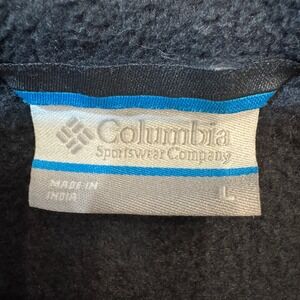 Columbia
Sportswear Company
MADE IN
INDIA
L